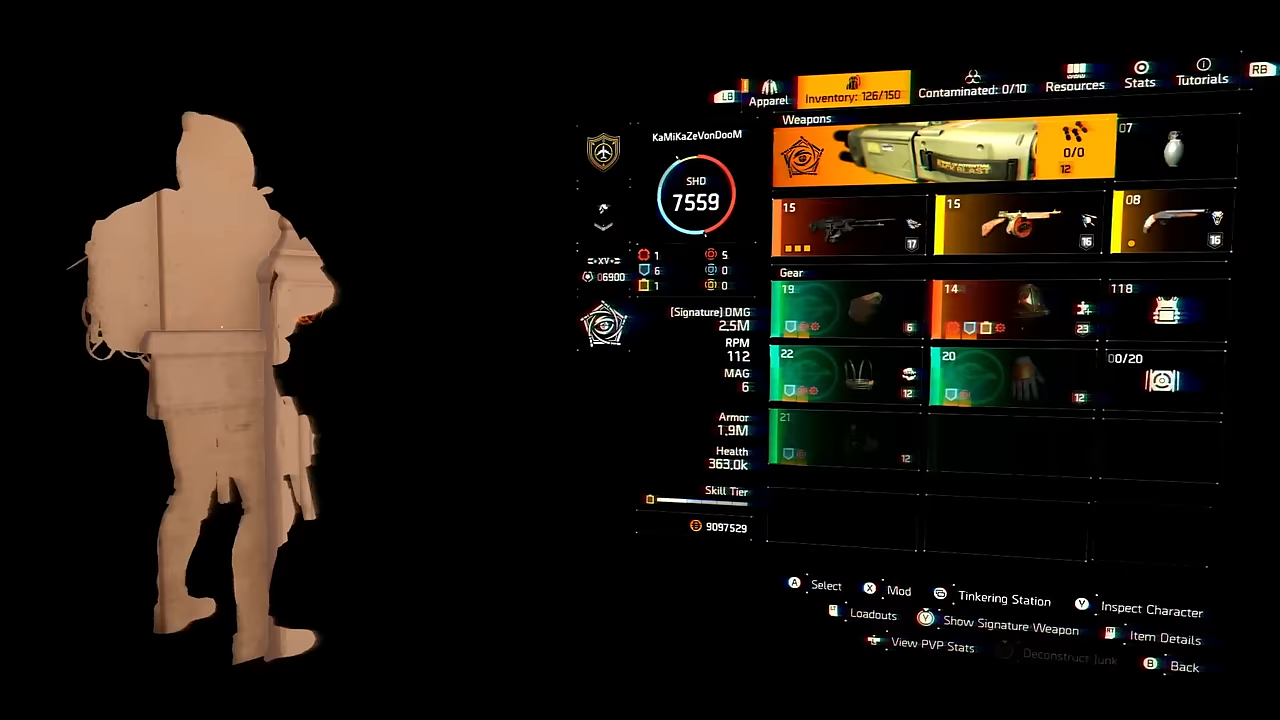 LB
Apparel
Inventory: 126/150
Contaminated: 0/10
Resources
Stats
Tutorials
RB
KaMiKaZeVonDooM
SHD
7559
XV
06900
1 5
6 0
1 0
[Signature] DMG
2.5M
RPM
112
MAG
6
Armor
1.9M
Health
363.0k
Skill Tier
9097529
Weapons
0/0
12
07
15
17
15
16
08
16
Gear
19
6
14
23
118
22
12
20
12
00/20
21
12
A Select
X Mod
Tinkering Station
Y Inspect Character
LT Loadouts
Y Show Signature Weapon
RT Item Details
View PVP Stats
Deconstruct Junk
B Back